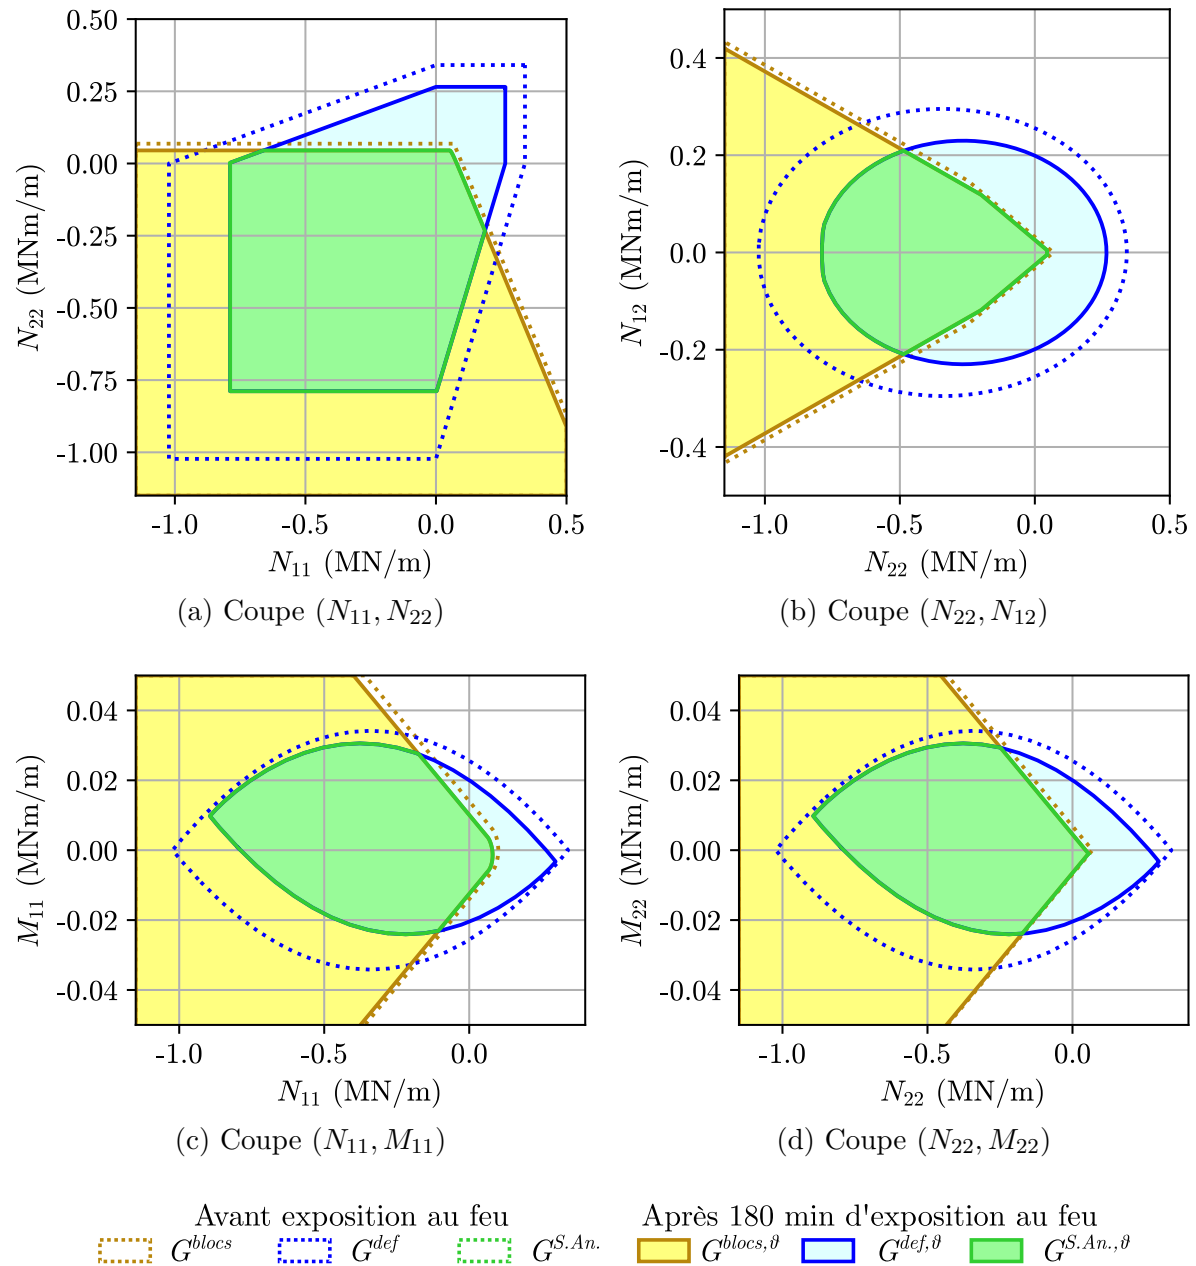 0.50
0.25
0.00
-0.25
-0.50
-0.75
-1.00
N22 (MNm/m)
-1.0 -0.5 0.0 0.5
N11 (MN/m)
(a) Coupe (N11, N22)
0.4
0.2
0.0
-0.2
-0.4
N12 (MNm/m)
-1.0 -0.5 0.0 0.5
N22 (MN/m)
(b) Coupe (N22, N12)
0.04
0.02
0.00
-0.02
-0.04
M11 (MNm/m)
-1.0 -0.5 0.0
N11 (MN/m)
(c) Coupe (N11, M11)
0.04
0.02
0.00
-0.02
-0.04
M22 (MNm/m)
-1.0 -0.5 0.0
N22 (MN/m)
(d) Coupe (N22, M22)
Avant exposition au feu
G^blocs G^def G^S.An.
Après 180 min d'exposition au feu
G^blocs,ϑ G^def,ϑ G^S.An.,ϑ